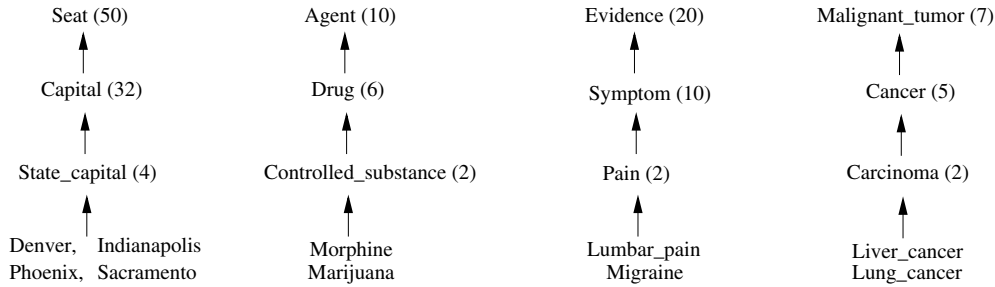 Seat (50) Agent (10) Evidence (20) Malignant_tumor (7)
Capital (32) Drug (6) Symptom (10) Cancer (5)
State_capital (4) Controlled_substance (2) Pain (2) Carcinoma (2)
Denver, Indianapolis Morphine Lumbar_pain Liver_cancer
Phoenix, Sacramento Marijuana Migraine Lung_cancer